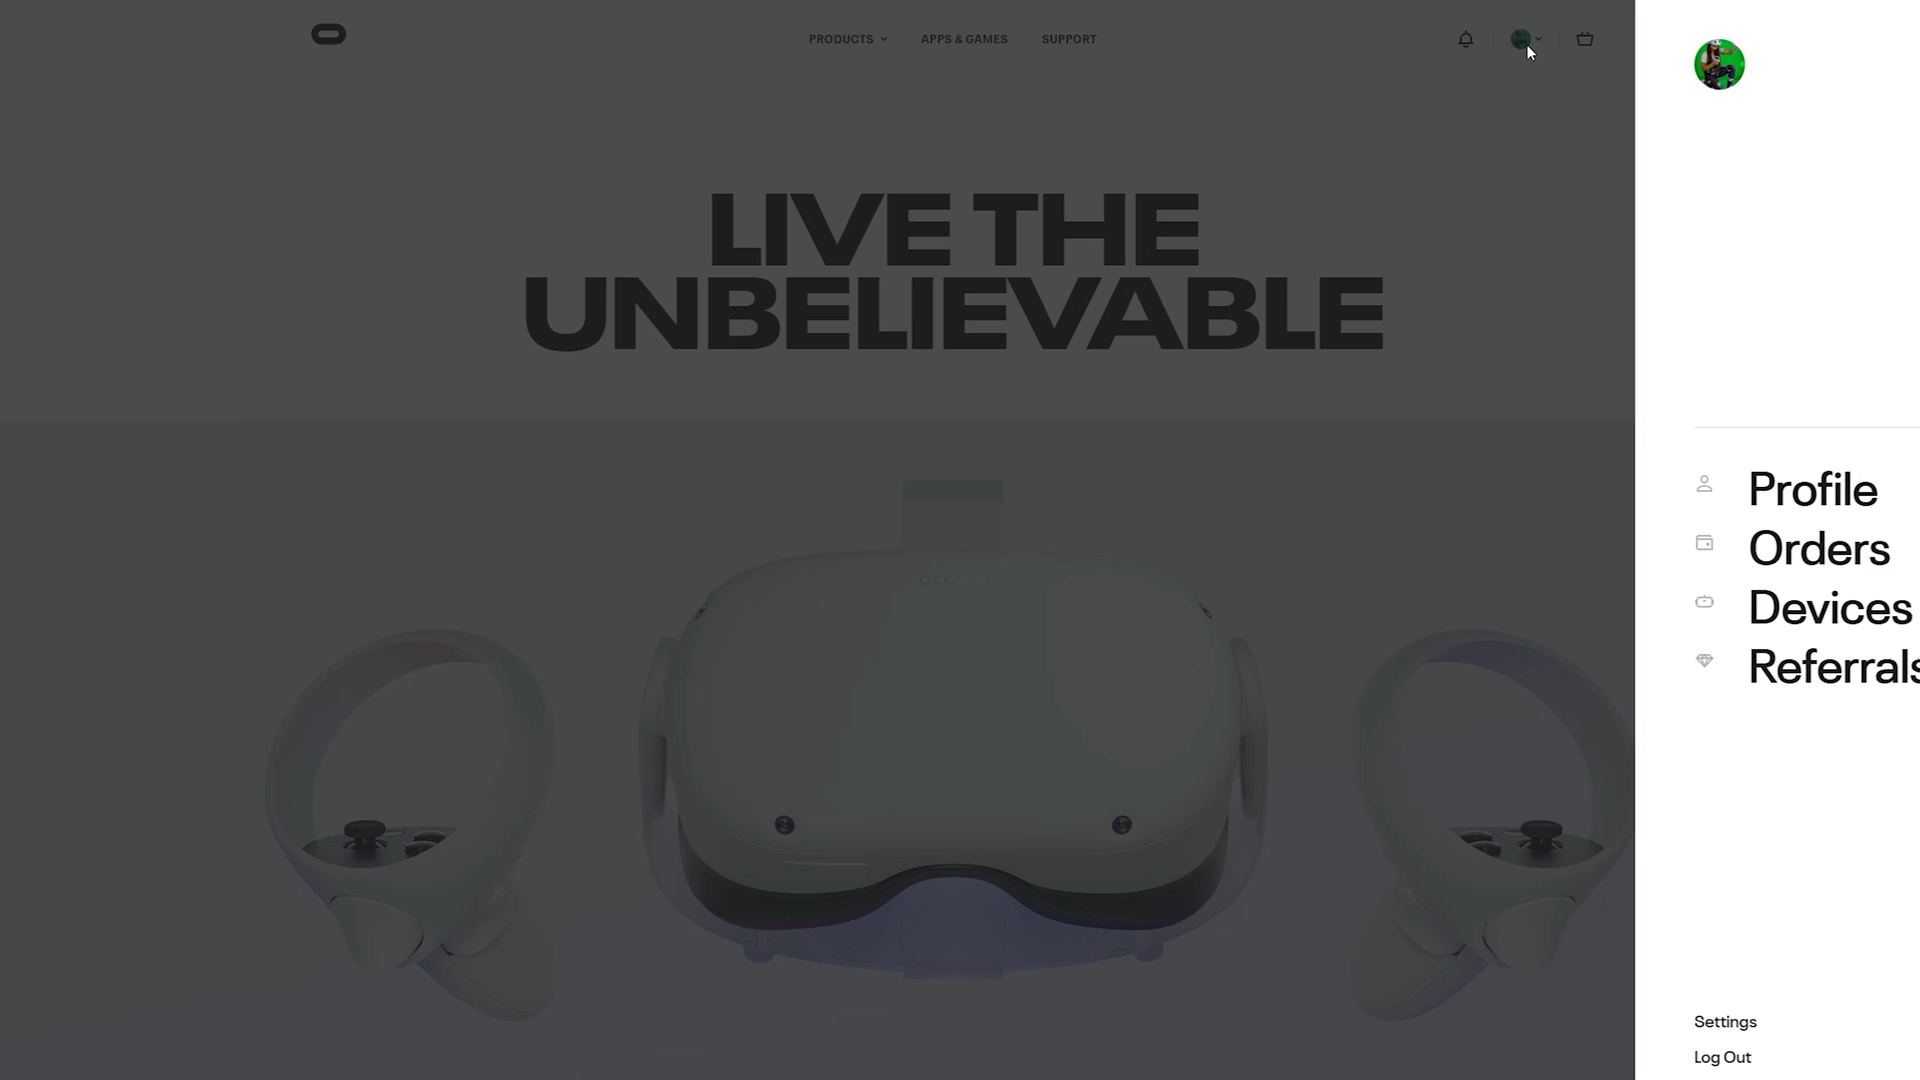 PRODUCTS
APPS & GAMES
SUPPORT
LIVE THE
UNBELIEVABLE
Profile
Orders
Devices
Referrals
Settings
Log Out